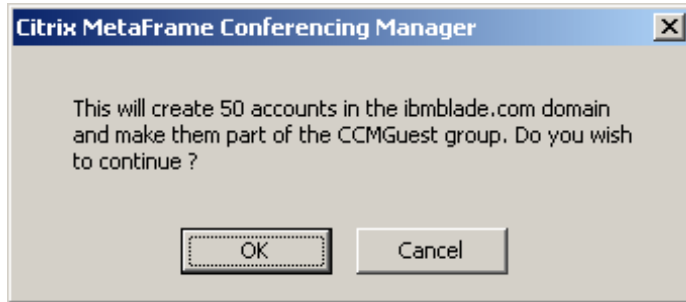 Citrix MetaFrame Conferencing Manager
This will create 50 accounts in the ibmblade.com domain
and make them part of the CCMGuest group. Do you wish
to continue ?
OK Cancel